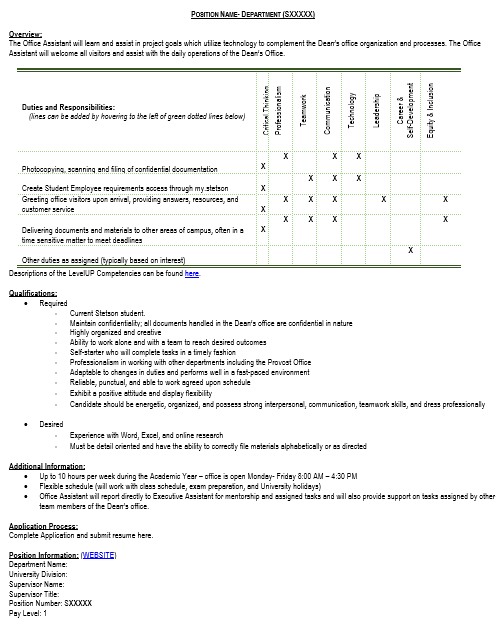 POSITION NAME- DEPARTMENT (SXXXXX)
Overview:
The Office Assistant will learn and assist in project goals which utilize technology to complement the Dean's office organization and processes. The Office
Assistant will welcome all visitors and assist with the daily operations of the Dean's Office.
Duties and Responsibilities:
(lines can be added by hovering to the left of green dotted lines below)
Critical Thinking
Professionalism
Teamwork
Communication
Technology
Leadership
Career &
Self-Development
Equity & Inclusion
X X X
Photocopying, scanning and filing of confidential documentation X
X X X
Create Student Employee requirements access through my.stetson X
Greeting office visitors upon arrival, providing answers, resources, and X X X X X
customer service X
X X X X
Delivering documents and materials to other areas of campus, often in a X
time sensitive matter to meet deadlines
X
Other duties as assigned (typically based on interest)
Descriptions of the LevelUP Competencies can be found here.
Qualifications:
• Required
- Current Stetson student.
- Maintain confidentiality; all documents handled in the Dean's office are confidential in nature
- Highly organized and creative
- Ability to work alone and with a team to reach desired outcomes
- Self-starter who will complete tasks in a timely fashion
- Professionalism in working with other departments including the Provost Office
- Adaptable to changes in duties and performs well in a fast-paced environment
- Reliable, punctual, and able to work agreed upon schedule
- Exhibit a positive attitude and display flexibility
- Candidate should be energetic, organized, and possess strong interpersonal, communication, teamwork skills, and dress professionally
• Desired
- Experience with Word, Excel, and online research
- Must be detail oriented and have the ability to correctly file materials alphabetically or as directed
Additional Information:
• Up to 10 hours per week during the Academic Year – office is open Monday- Friday 8:00 AM – 4:30 PM
• Flexible schedule (will work with class schedule, exam preparation, and University holidays)
• Office Assistant will report directly to Executive Assistant for mentorship and assigned tasks and will also provide support on tasks assigned by other
team members of the Dean's office.
Application Process:
Complete Application and submit resume here.
Position Information: (WEBSITE)
Department Name:
University Division:
Supervisor Name:
Supervisor Title:
Position Number: SXXXXX
Pay Level: 1